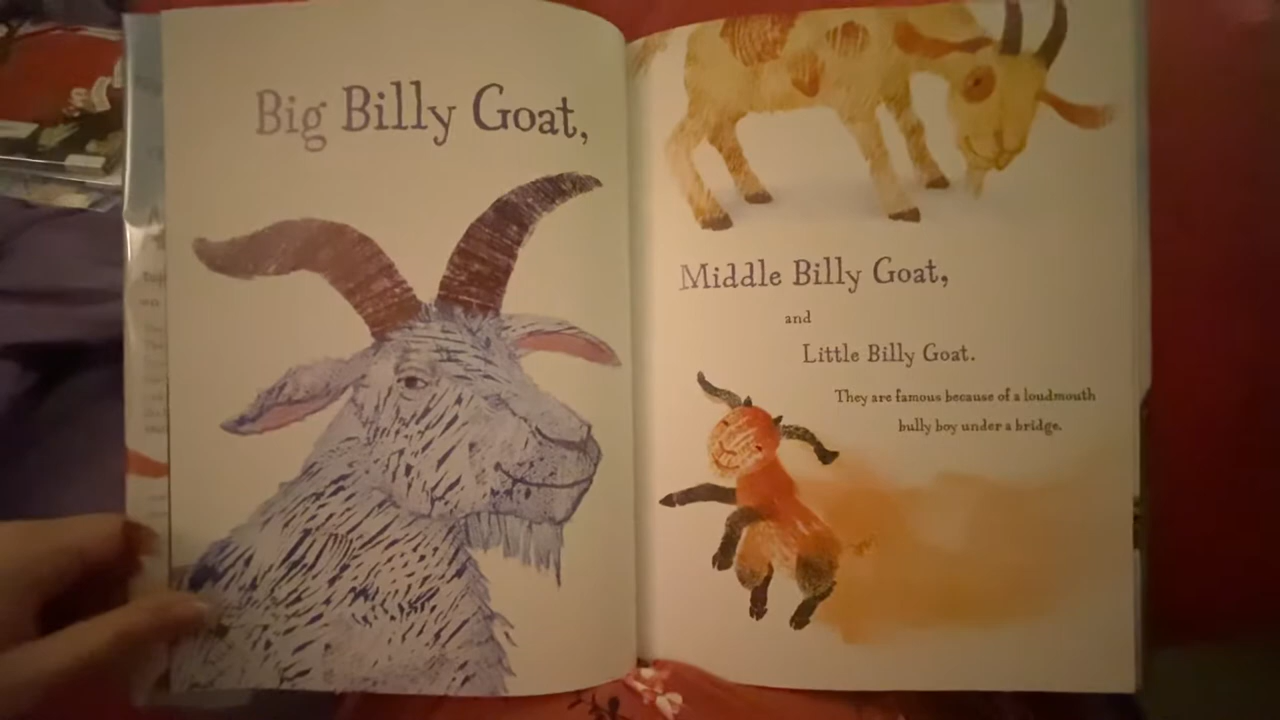 Big Billy Goat,
Middle Billy Goat,
and
Little Billy Goat.
They are famous because of a loudmouth
bully boy under a bridge.